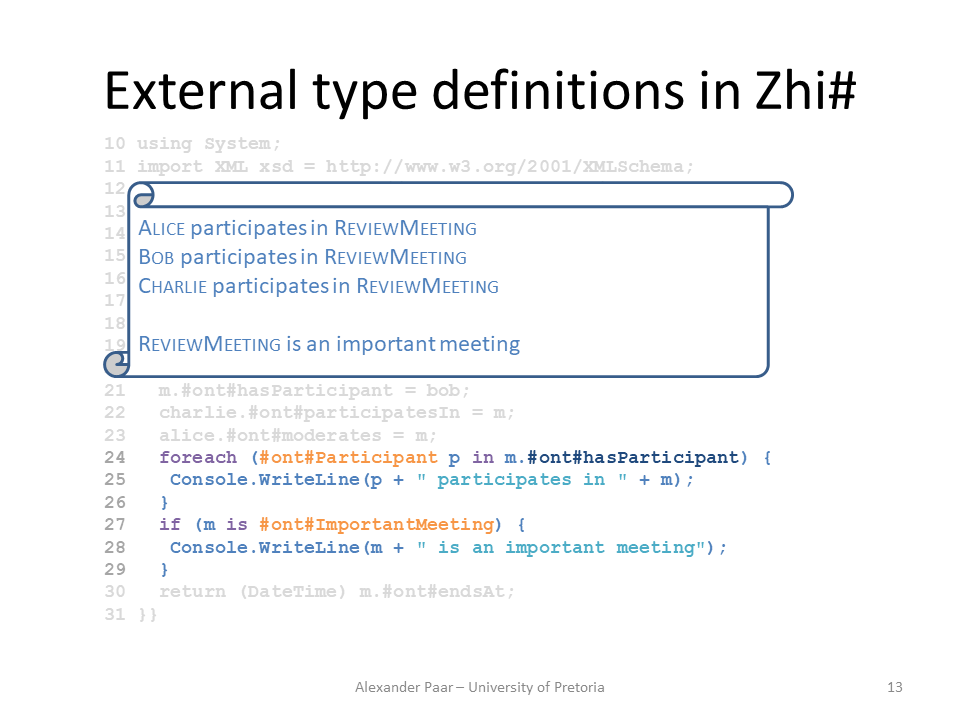 External type definitions in Zhi#
10 using System;
11 import XML xsd = http://www.w3.org/2001/XMLSchema;
12
13
14
15
16
17
18
19
ALICE participates in REVIEWMEETING
BOB participates in REVIEWMEETING
CHARLIE participates in REVIEWMEETING
REVIEWMEETING is an important meeting
21 m.#ont#hasParticipant = bob;
22 charlie.#ont#participatesIn = m;
23 alice.#ont#moderates = m;
24 foreach (#ont#Participant p in m.#ont#hasParticipant) {
25 Console.WriteLine(p + " participates in " + m);
26 }
27 if (m is #ont#ImportantMeeting) {
28 Console.WriteLine(m + " is an important meeting");
29 }
30 return (DateTime) m.#ont#endsAt;
31 }}
Alexander Paar – University of Pretoria
13